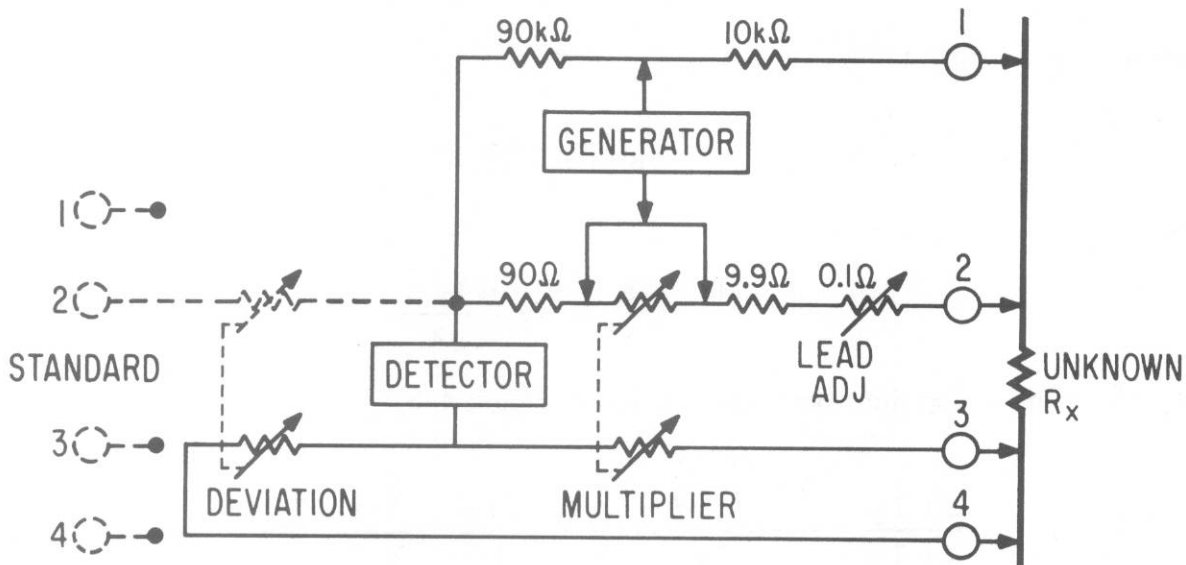 90kΩ
10kΩ
1
GENERATOR
1
2
90Ω
9.9Ω
0.1Ω
2
STANDARD
DETECTOR
LEAD
ADJ
UNKNOWN
Rx
3
3
DEVIATION
MULTIPLIER
4
4